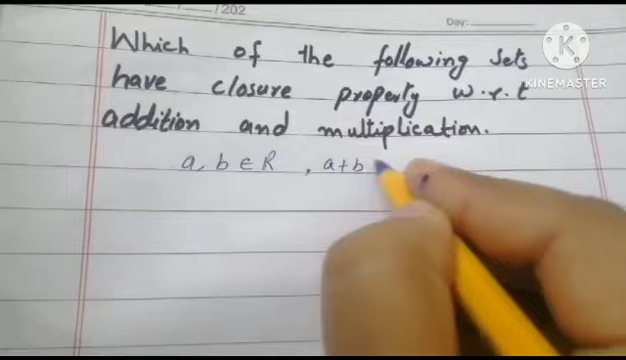 /202
Day:
Which of the following sets
have closure property w.r.t
addition and multiplication.
a, b ∈ R , a+b
K
KINEMASTER